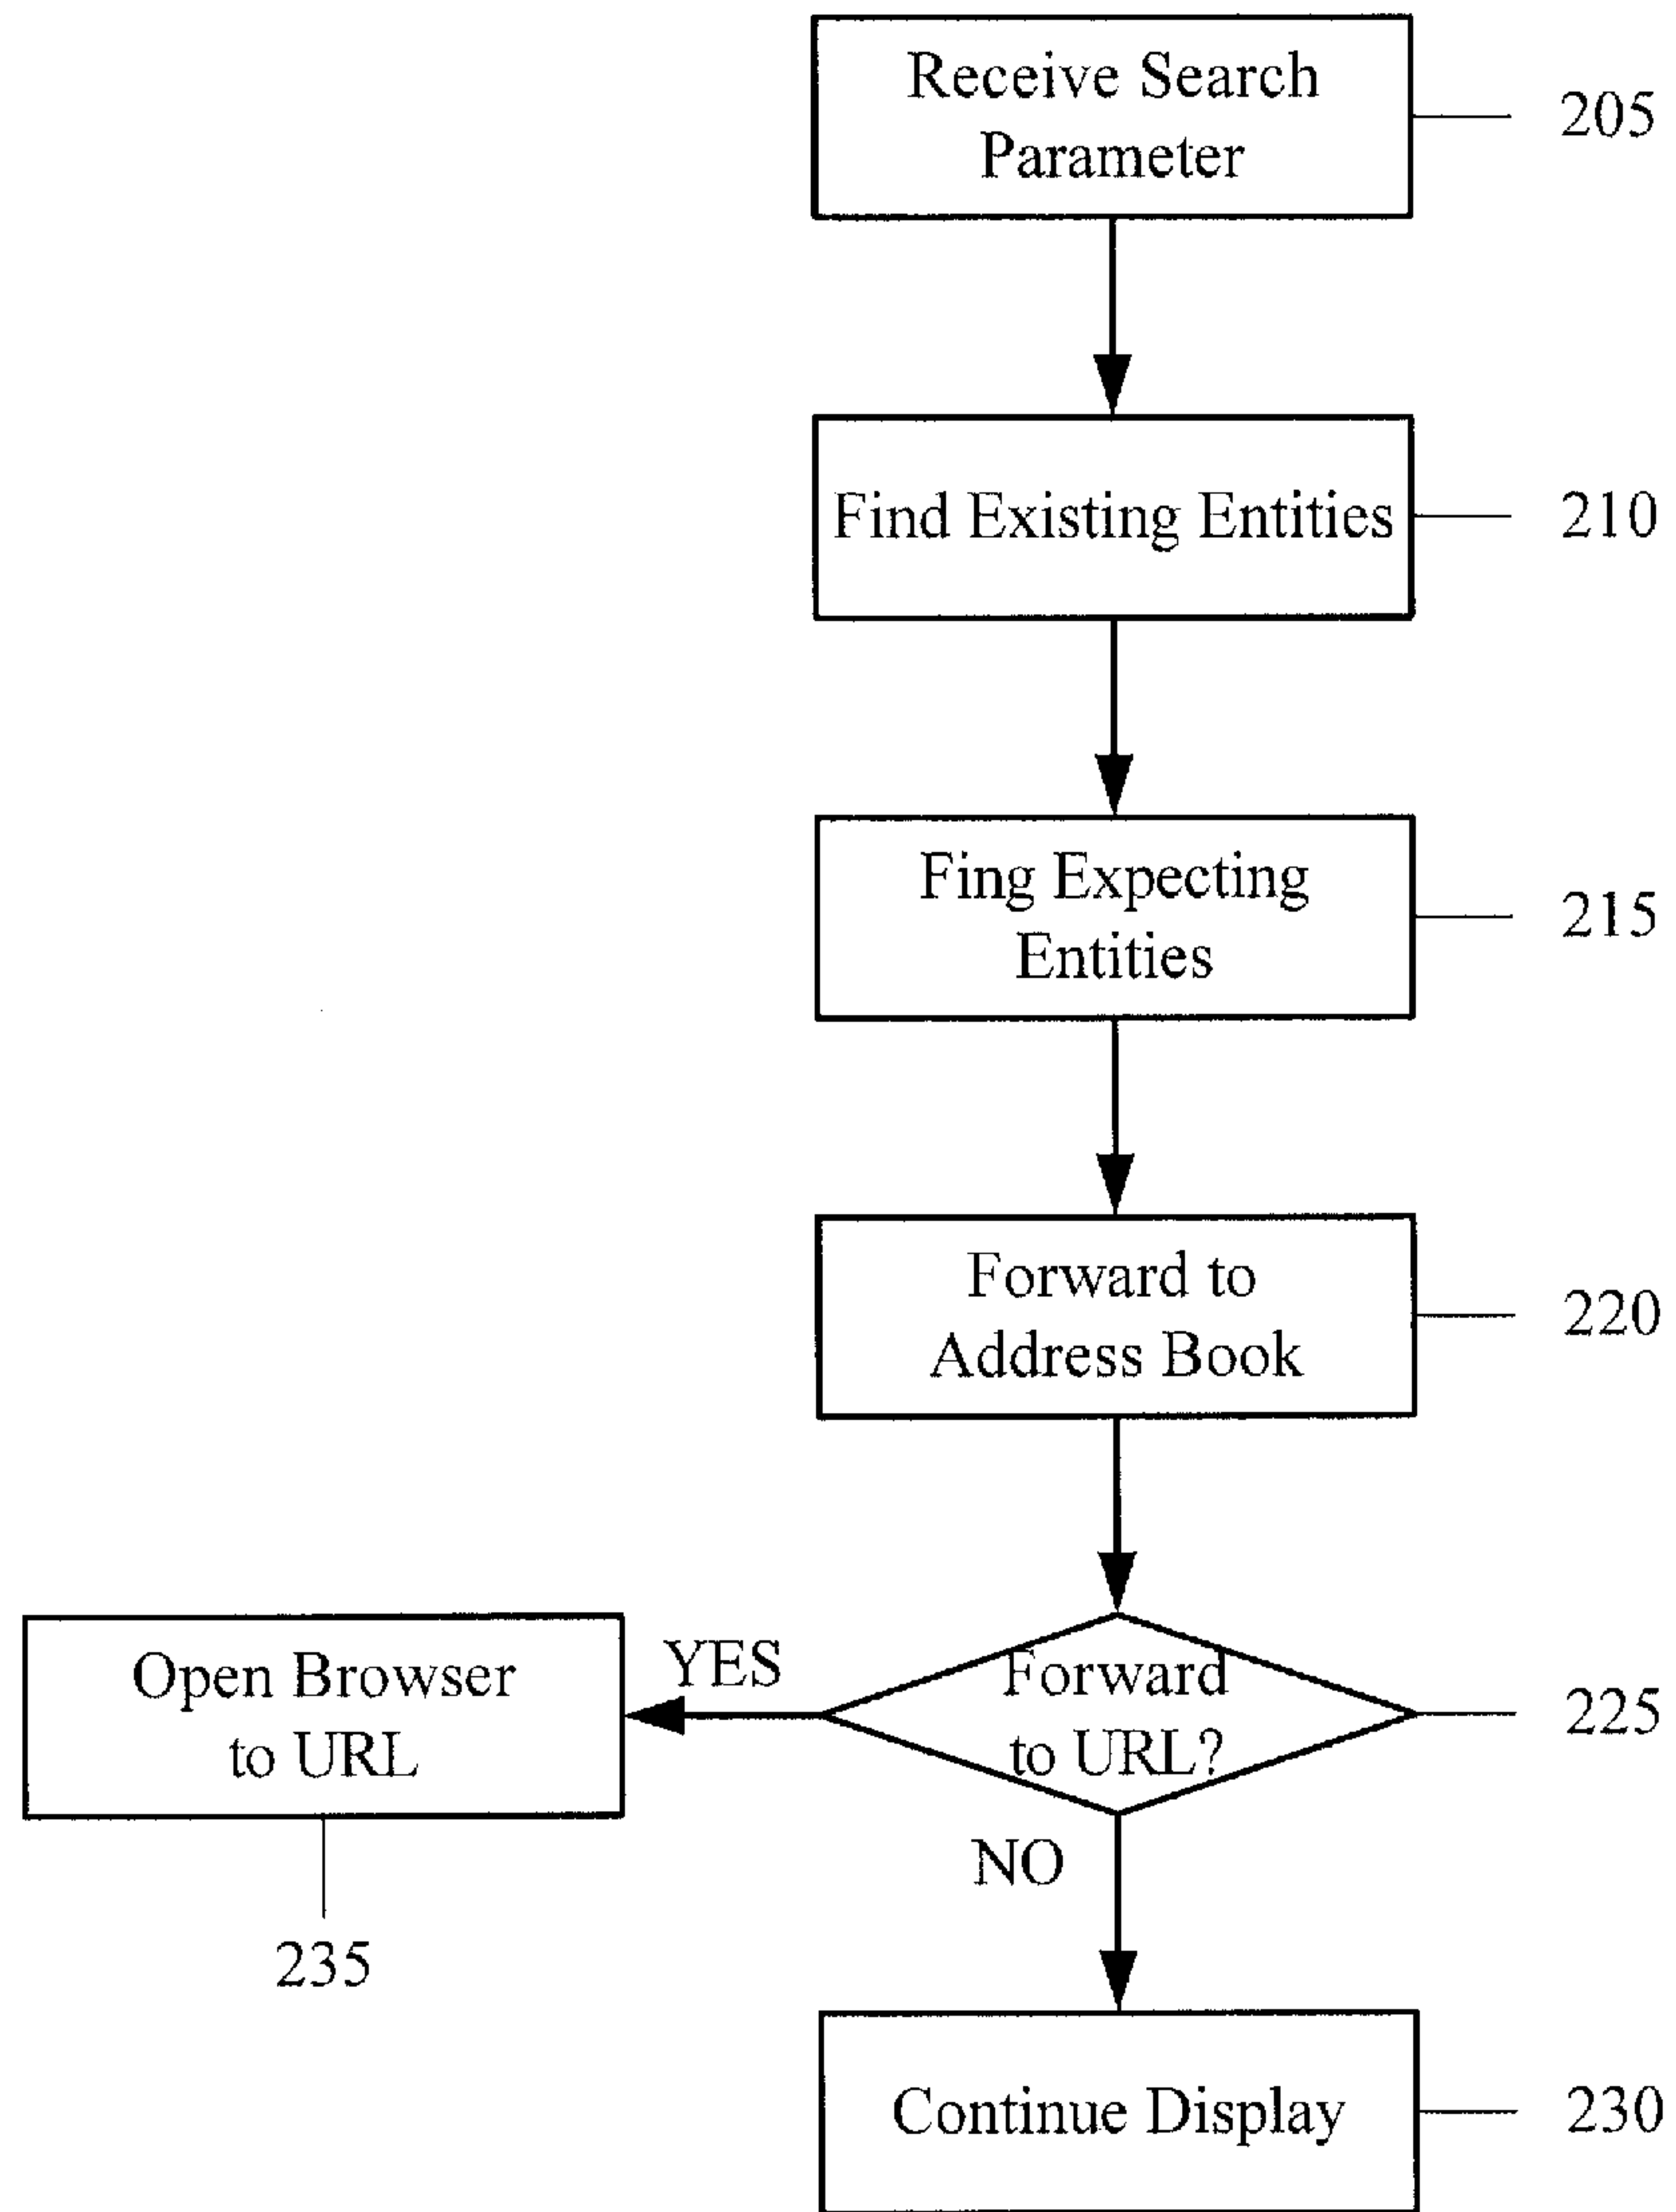 Receive Search
Parameter
205
Find Existing Entities
210
Fing Expecting
Entities
215
Forward to
Address Book
220
Open Browser
to URL
YES
Forward
to URL?
225
NO
235
Continue Display
230